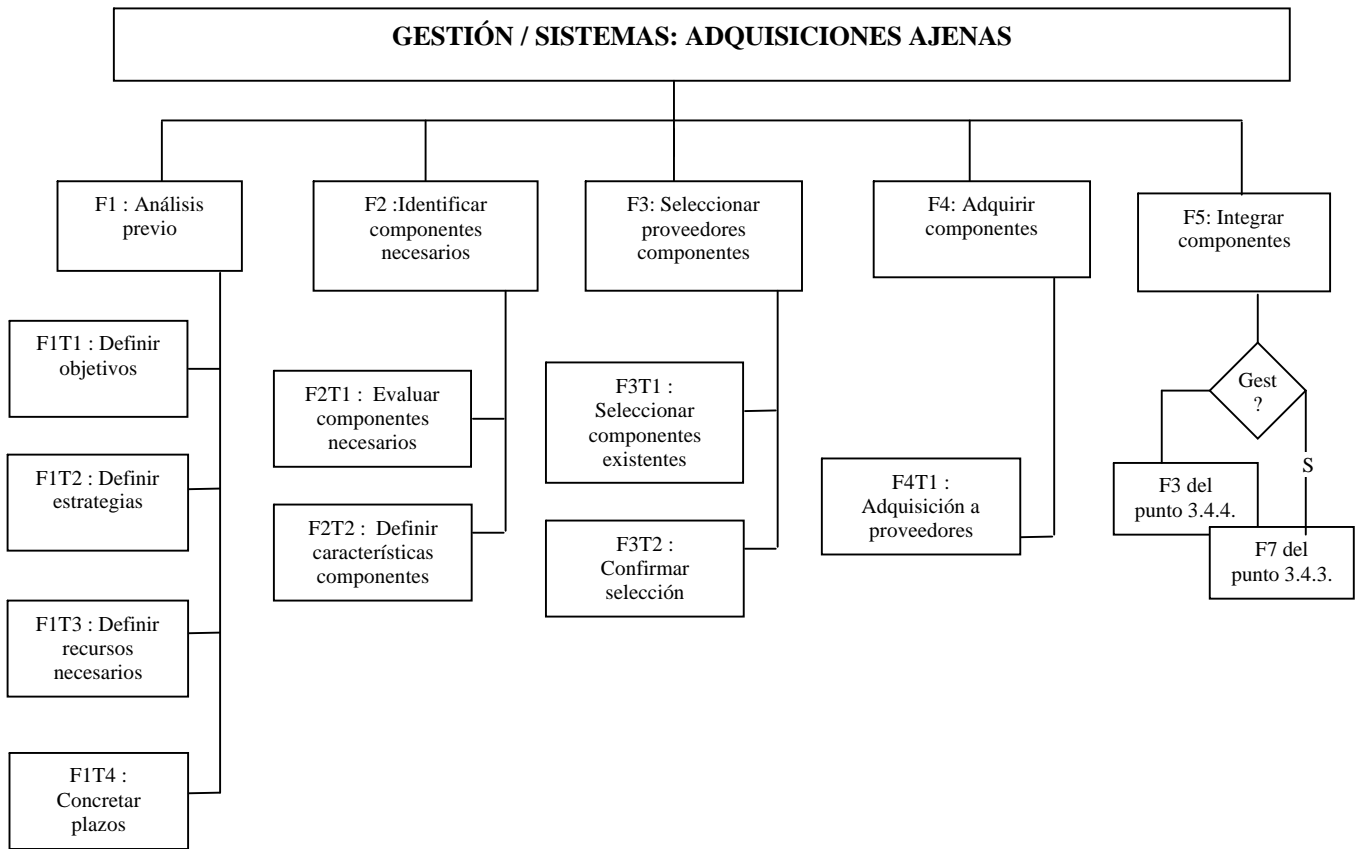 GESTIÓN / SISTEMAS: ADQUISICIONES AJENAS
F1 : Análisis
previo
F2 :Identificar
componentes
necesarios
F3: Seleccionar
proveedores
componentes
F4: Adquirir
componentes
F5: Integrar
componentes
F1T1 : Definir
objetivos
F1T2 : Definir
estrategias
F1T3 : Definir
recursos
necesarios
F1T4 :
Concretar
plazos
F2T1 : Evaluar
componentes
necesarios
F2T2 : Definir
características
componentes
F3T1 :
Seleccionar
componentes
existentes
F3T2 :
Confirmar
selección
F4T1 :
Adquisición a
proveedores
Gest
?
S
F3 del
punto 3.4.4.
F7 del
punto 3.4.3.